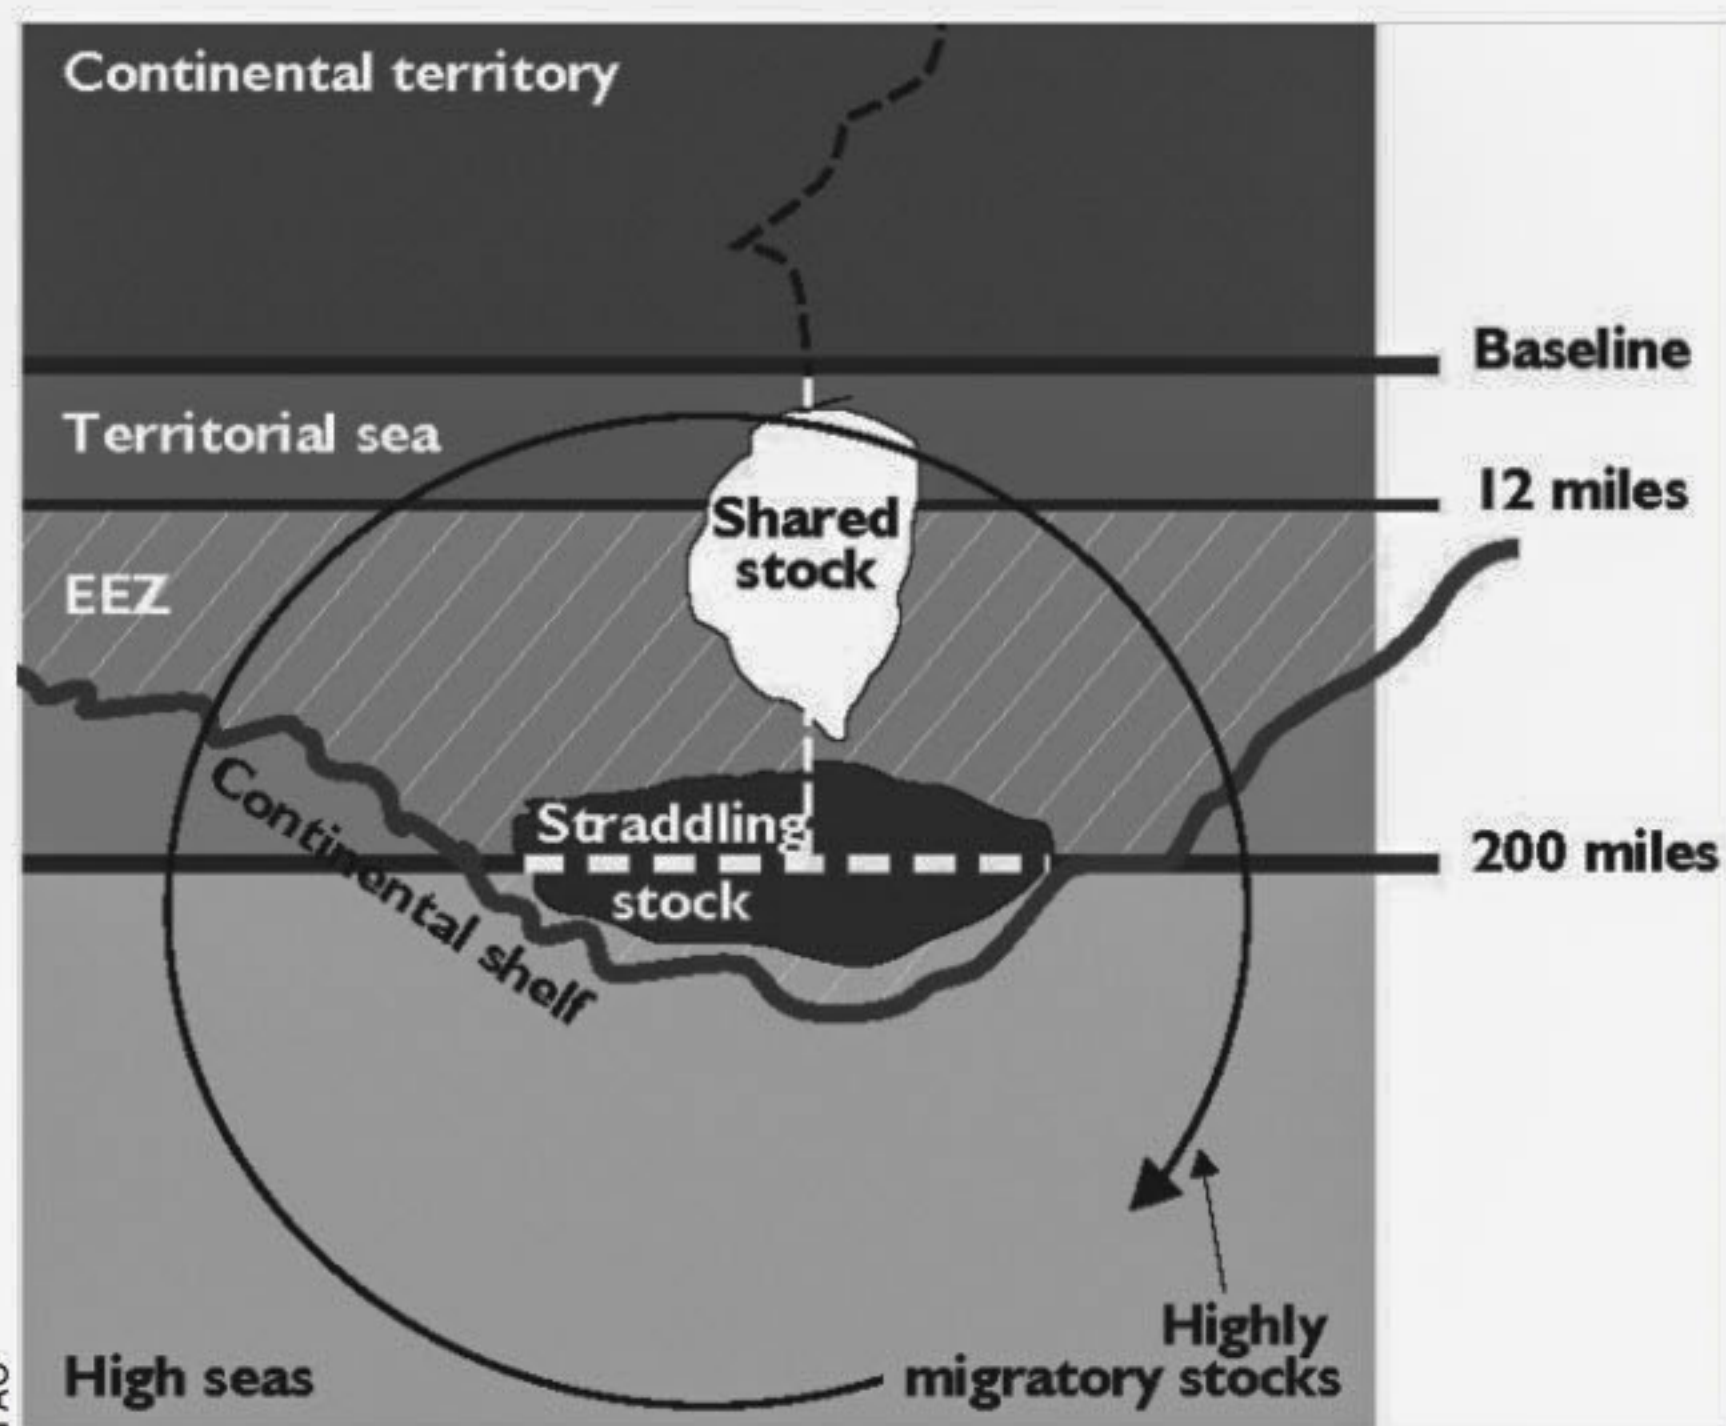 Continental territory
Baseline
Territorial sea
12 miles
Shared
stock
EEZ
Straddling
200 miles
stock
Continental shelf
Highly
migratory stocks
High seas